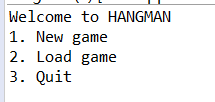 Welcome to HANGMAN
1. New game
2. Load game
3. Quit